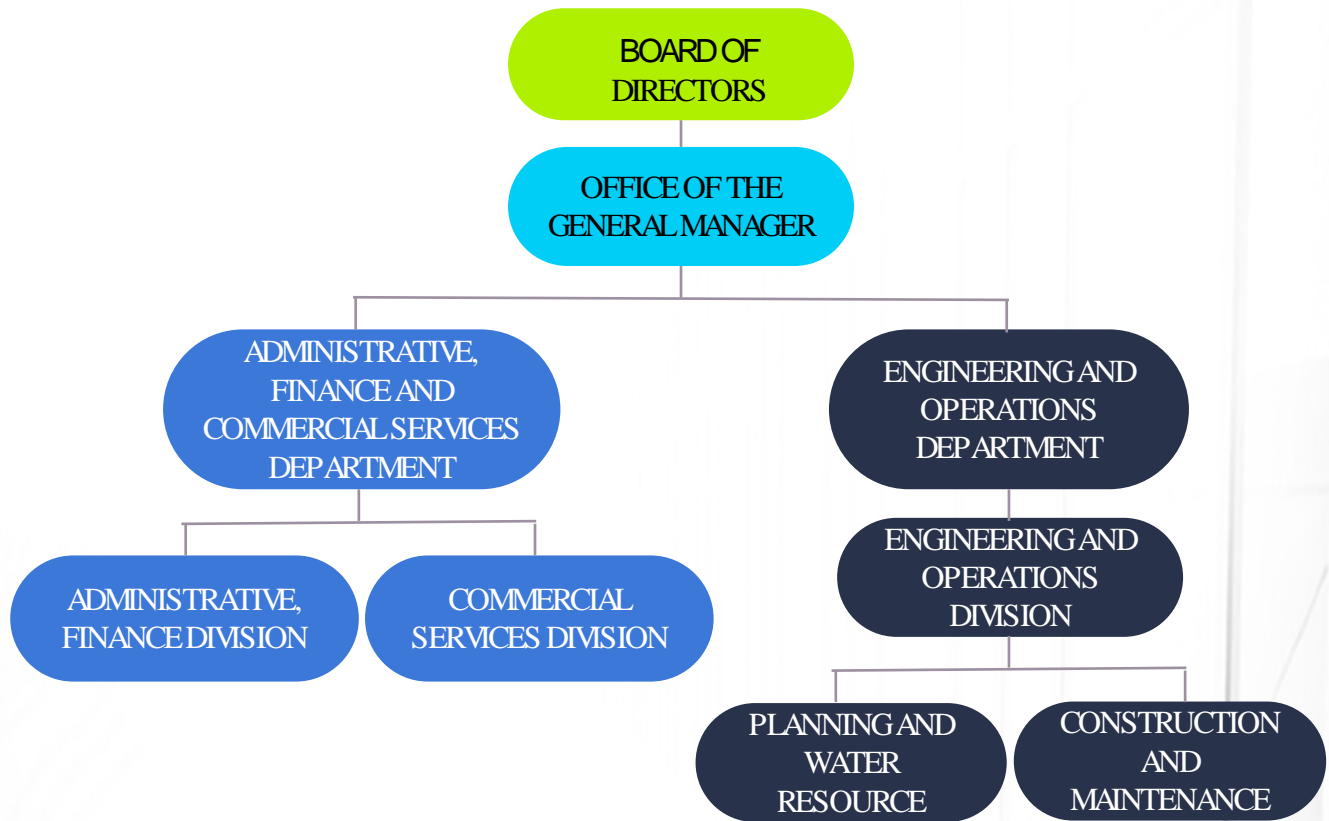 BOARD OF
DIRECTORS
OFFICE OF THE
GENERAL MANAGER
ADMINISTRATIVE,
FINANCE AND
COMMERCIAL SERVICES
DEPARTMENT
ENGINEERING AND
OPERATIONS
DEPARTMENT
ADMINISTRATIVE,
FINANCE DIVISION
COMMERCIAL
SERVICES DIVISION
ENGINEERING AND
OPERATIONS
DIVISION
PLANNING AND
WATER
RESOURCE
CONSTRUCTION
AND
MAINTENANCE